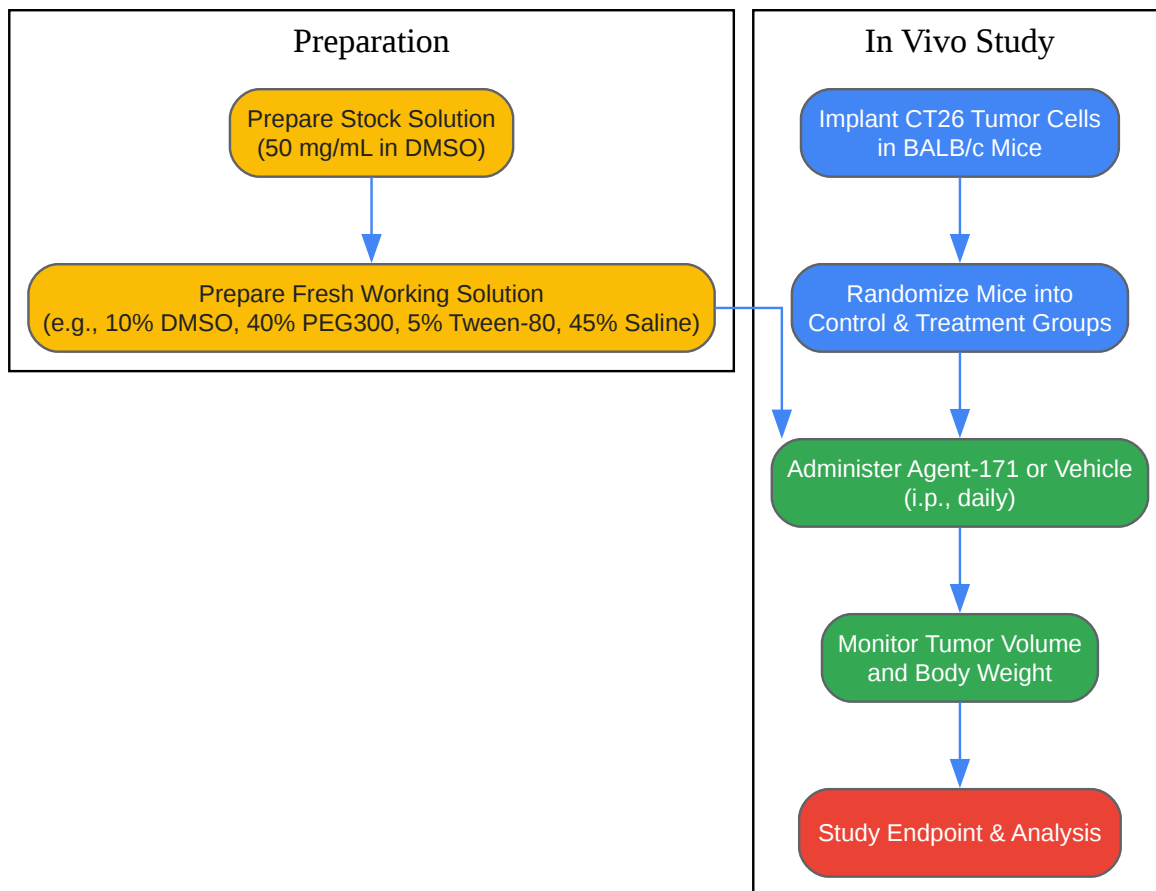 Preparation
Prepare Stock Solution
(50 mg/mL in DMSO)
Prepare Fresh Working Solution
(e.g., 10% DMSO, 40% PEG300, 5% Tween-80, 45% Saline)
In Vivo Study
Implant CT26 Tumor Cells
in BALB/c Mice
Randomize Mice into
Control & Treatment Groups
Administer Agent-171 or Vehicle
(i.p., daily)
Monitor Tumor Volume
and Body Weight
Study Endpoint & Analysis